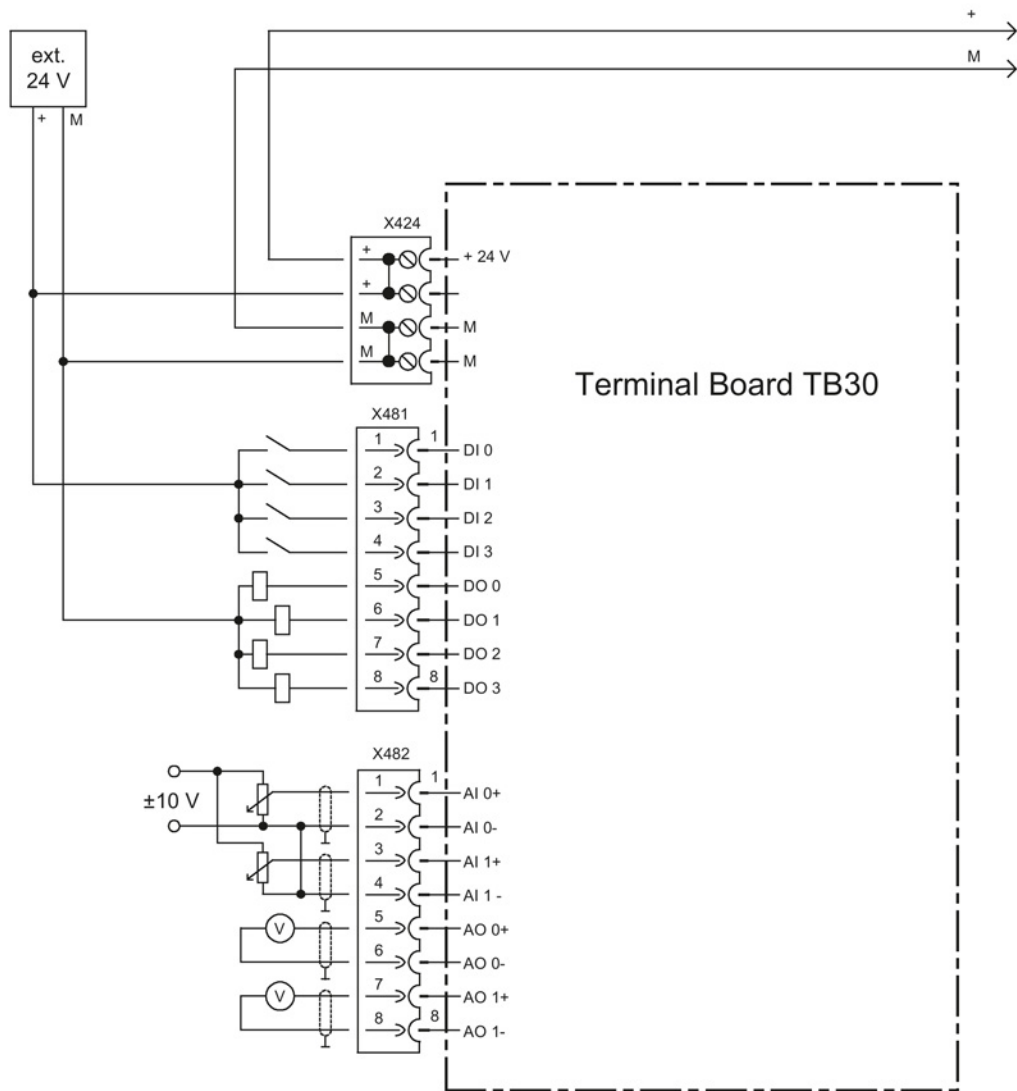 +
M
ext.
24 V
+ M
X424
+ + 24 V
+
M M
M M
Terminal Board TB30
X481
1 1 DI 0
2 DI 1
3 DI 2
4 DI 3
5 DO 0
6 DO 1
7 DO 2
8 8 DO 3
X482
±10 V
1 1 AI 0+
2 AI 0-
3 AI 1+
4 AI 1 -
V 5 AO 0+
6 AO 0-
V 7 AO 1+
8 8 AO 1-